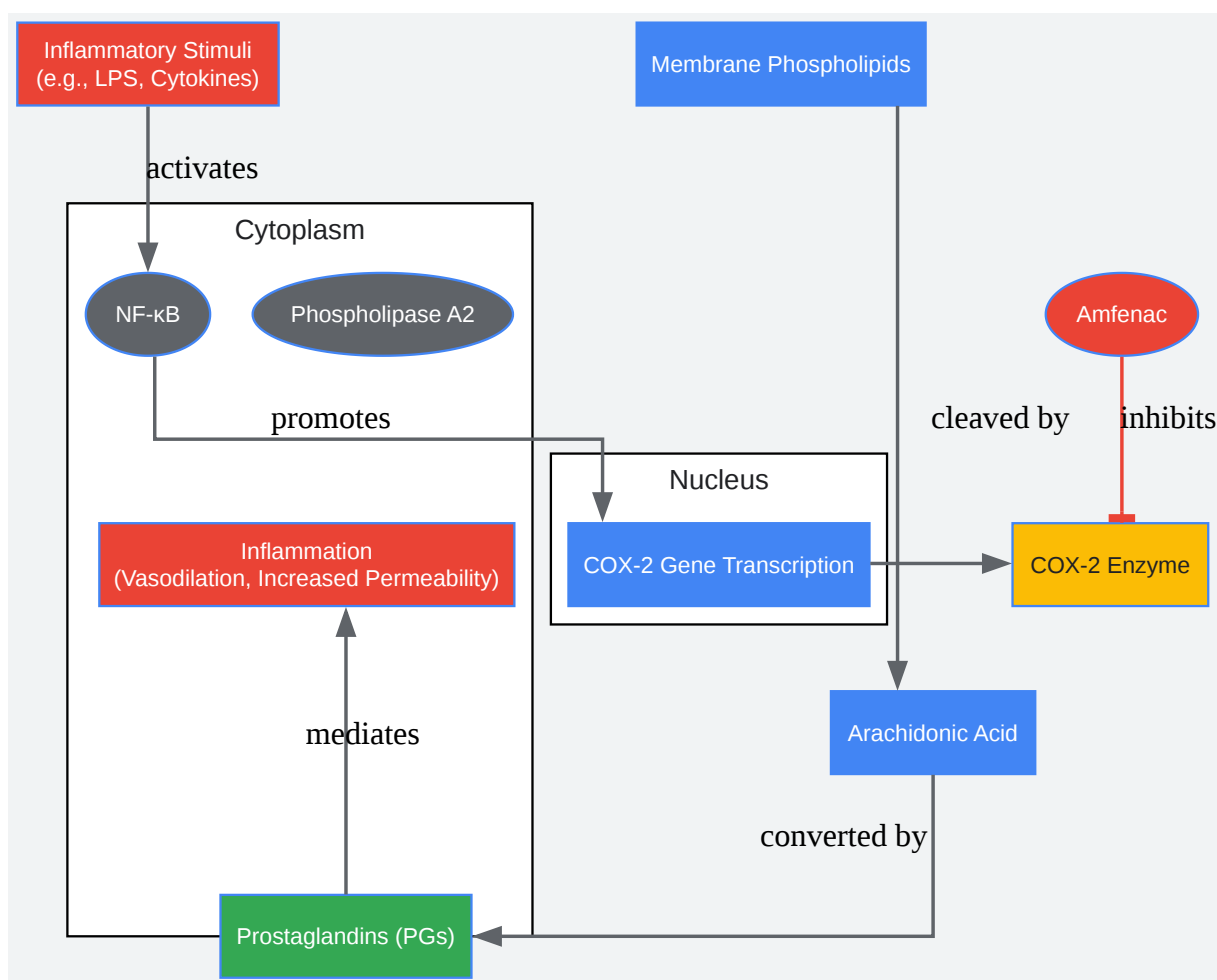 Inflammatory Stimuli
(e.g., LPS, Cytokines)
Membrane Phospholipids
activates
Cytoplasm
NF-κB
Phospholipase A2
Amfenac
promotes
cleaved by
inhibits
Nucleus
Inflammation
(Vasodilation, Increased Permeability)
COX-2 Gene Transcription
COX-2 Enzyme
mediates
Arachidonic Acid
converted by
Prostaglandins (PGs)